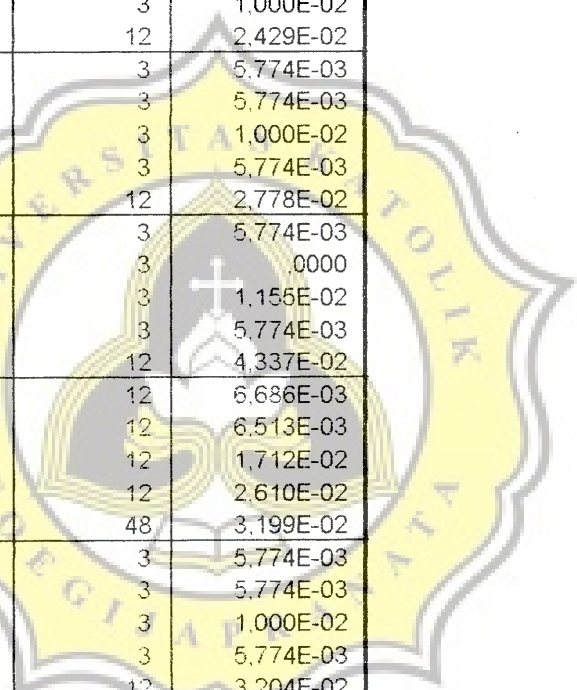 3 1,000E-02
12 2,429E-02
3 5,774E-03
3 5,774E-03
3 1,000E-02
3 5,774E-03
12 2,778E-02
3 5,774E-03
3 ,0000
3 1,155E-02
3 5,774E-03
12 4,337E-02
12 6,686E-03
12 6,513E-03
12 1,712E-02
12 2,610E-02
48 3,199E-02
3 5,774E-03
3 5,774E-03
3 1,000E-02
3 5,774E-03
12 3,204E-02
VERSITAS KATOLIK
OEGIJAPRANATA